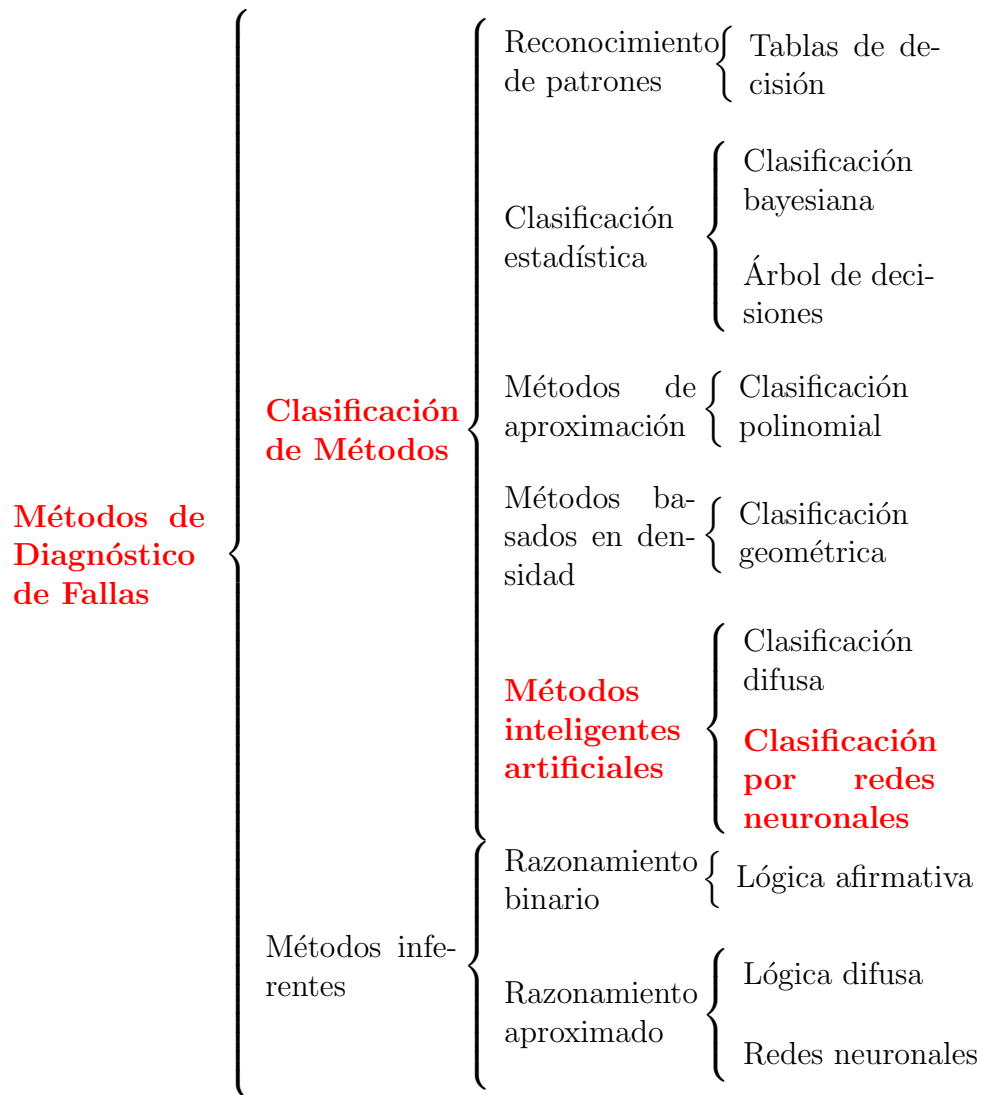 Métodos de
Diagnóstico
de Fallas
Clasificación
de Métodos
Reconocimiento
de patrones
Tablas de de-
cisión
Clasificación
estadística
Clasificación
bayesiana
Árbol de deci-
siones
Métodos de
aproximación
Clasificación
polinomial
Métodos ba-
sados en den-
sidad
Clasificación
geométrica
Métodos
inteligentes
artificiales
Clasificación
difusa
Clasificación
por redes
neuronales
Métodos infe-
rentes
Razonamiento
binario
Lógica afirmativa
Razonamiento
aproximado
Lógica difusa
Redes neuronales